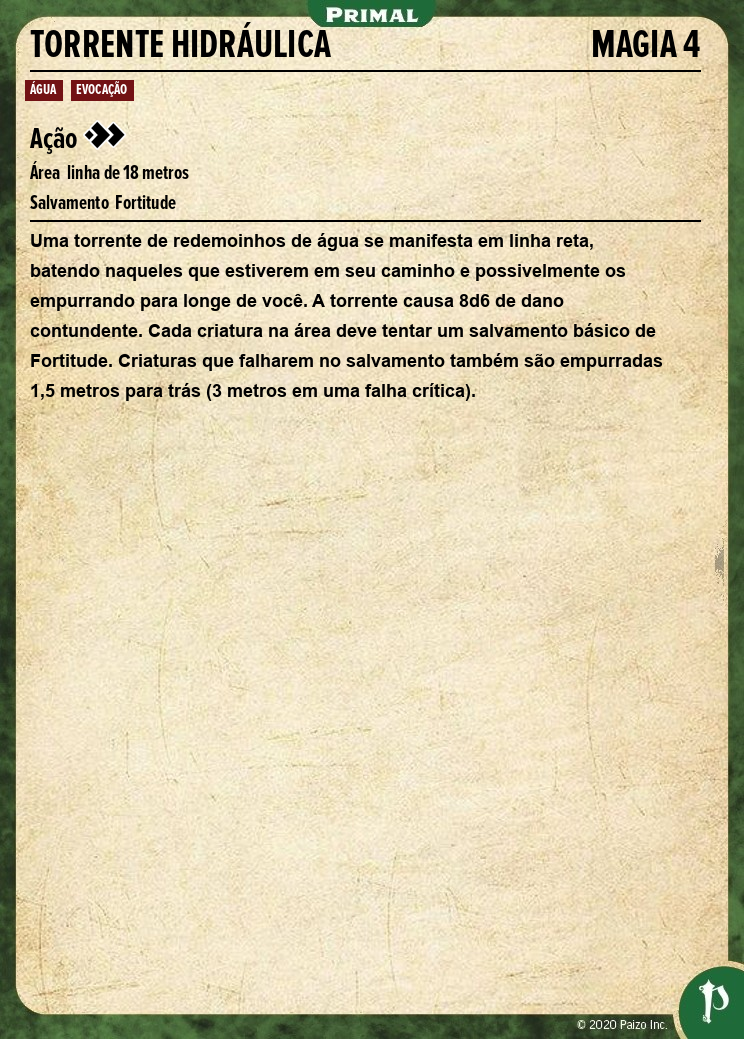 PRIMAL
TORRENTE HIDRÁULICA MAGIA 4
ÁGUA EVOCAÇÃO
Ação
Área linha de 18 metros
Salvamento Fortitude
Uma torrente de redemoinhos de água se manifesta em linha reta,
batendo naqueles que estiverem em seu caminho e possivelmente os
empurrando para longe de você. A torrente causa 8d6 de dano
contundente. Cada criatura na área deve tentar um salvamento básico de
Fortitude. Criaturas que falharem no salvamento também são empurradas
1,5 metros para trás (3 metros em uma falha crítica).
© 2020 Paizo Inc.
P